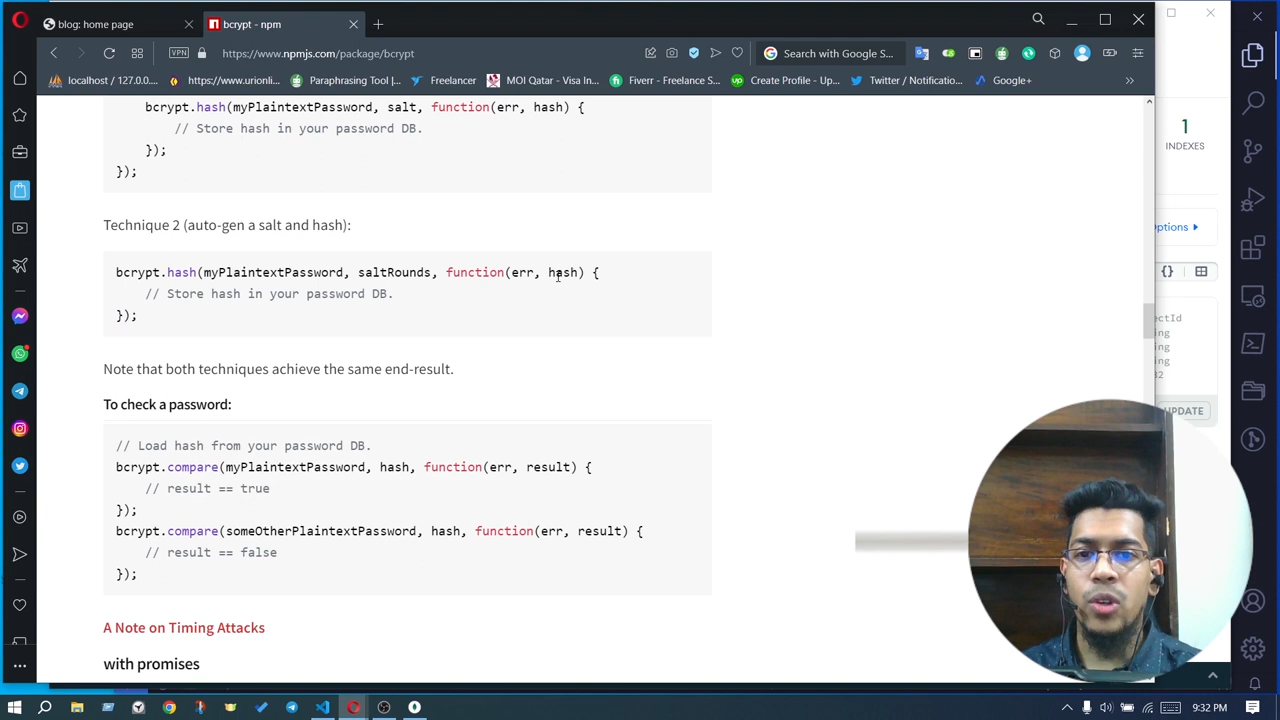 blog: home page
bcrypt - npm
VPN
https://www.npmjs.com/package/bcrypt
Search with Google S...
localhost / 127.0.0....
https://www.urionli...
Paraphrasing Tool |...
Freelancer
MOI Qatar - Visa In...
Fiverr - Freelance S...
Create Profile - Up...
Twitter / Notificatio...
Google+
bcrypt.hash(myPlaintextPassword, salt, function(err, hash) {
// Store hash in your password DB.
});
});
Technique 2 (auto-gen a salt and hash):
bcrypt.hash(myPlaintextPassword, saltRounds, function(err, hash) {
// Store hash in your password DB.
});
Note that both techniques achieve the same end-result.
To check a password:
// Load hash from your password DB.
bcrypt.compare(myPlaintextPassword, hash, function(err, result) {
// result == true
});
bcrypt.compare(someOtherPlaintextPassword, hash, function(err, result) {
// result == false
});
A Note on Timing Attacks
with promises
1
INDEXES
ptions
{}
ectId
ing
ing
ing
32
UPDATE
9:32 PM